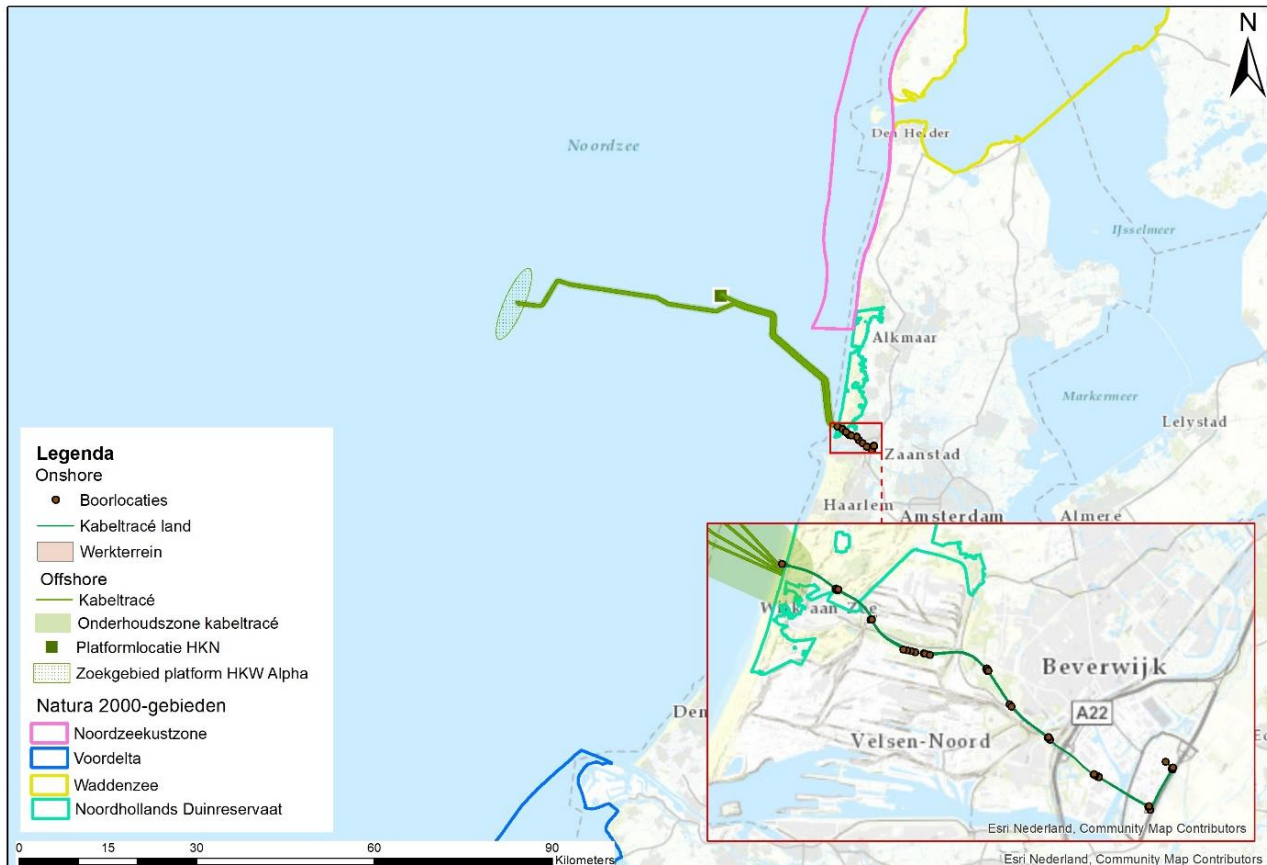 N
Den Helder
Noordzee
IJsselmeer
Alkmaar
Markermeer
Lelystad
Zaanstad
Haarlem
Amsterdam
Almere
Legenda
Onshore
Boorlocaties
Kabeltracé land
Werkterrein
Offshore
Kabeltracé
Onderhoudszone kabeltracé
Platformlocatie HKN
Zoekgebied platform HKW Alpha
Natura 2000-gebieden
Noordzeekustzone
Voordelta
Waddenzee
Noordhollands Duinreservaat
Den
Wijk aan Zee
Beverwijk
A22
Velsen-Noord
Esri Nederland, Community Map Contributors
0 15 30 60 90
Kilometers
Esri Nederland, Community Map Contributors